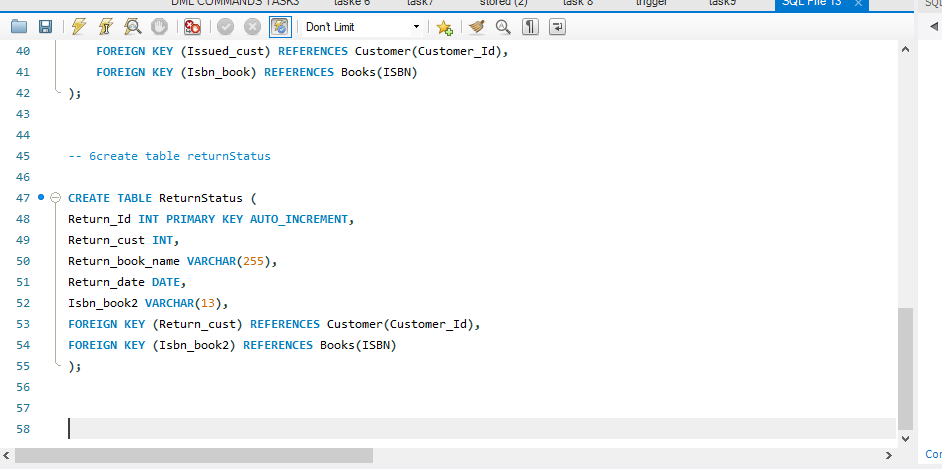 DML COMMANDS TASK3 taske 6 task7 stored (2) task 8 trigger task9 SQL File 13 SQL
Don't Limit
40 FOREIGN KEY (Issued_cust) REFERENCES Customer(Customer_Id),
41 FOREIGN KEY (Isbn_book) REFERENCES Books(ISBN)
42 );
43
44
45 -- 6create table returnStatus
46
47 CREATE TABLE ReturnStatus (
48 Return_Id INT PRIMARY KEY AUTO_INCREMENT,
49 Return_cust INT,
50 Return_book_name VARCHAR(255),
51 Return_date DATE,
52 Isbn_book2 VARCHAR(13),
53 FOREIGN KEY (Return_cust) REFERENCES Customer(Customer_Id),
54 FOREIGN KEY (Isbn_book2) REFERENCES Books(ISBN)
55 );
56
57
58
Cor